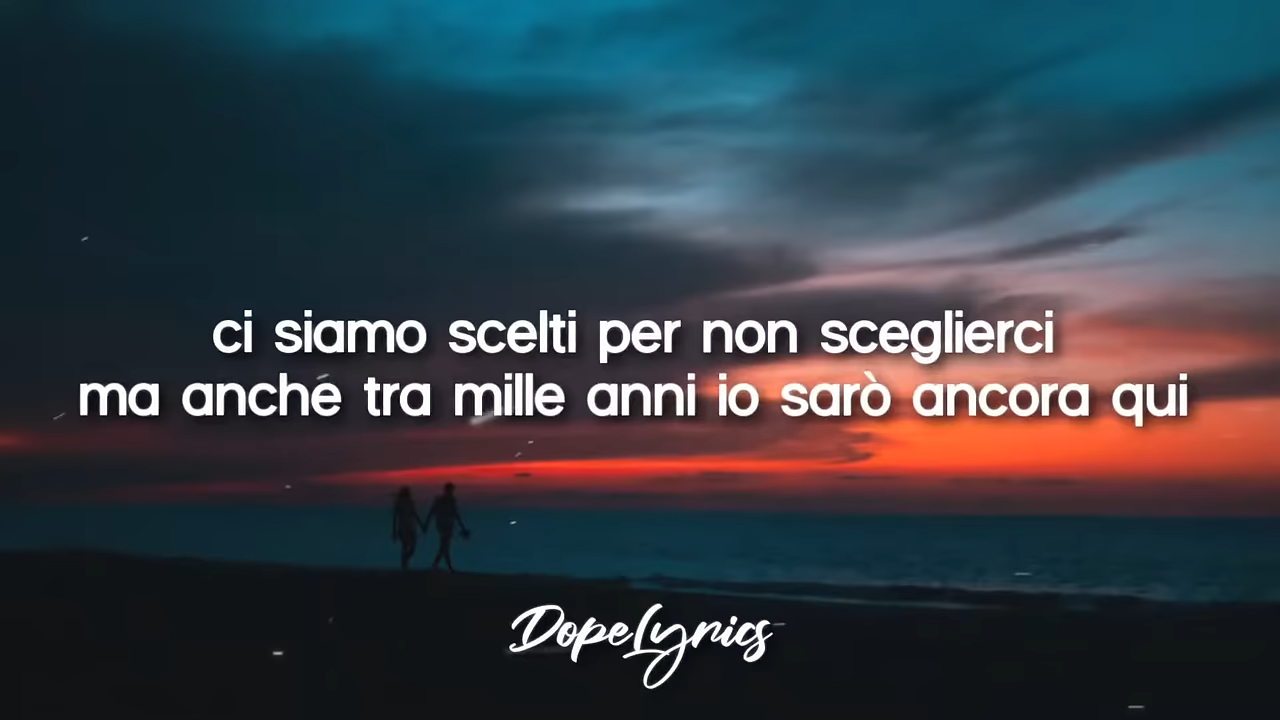 ci siamo scelti per non sceglierci
ma anche tra mille anni io sarò ancora qui
DopeLyrics